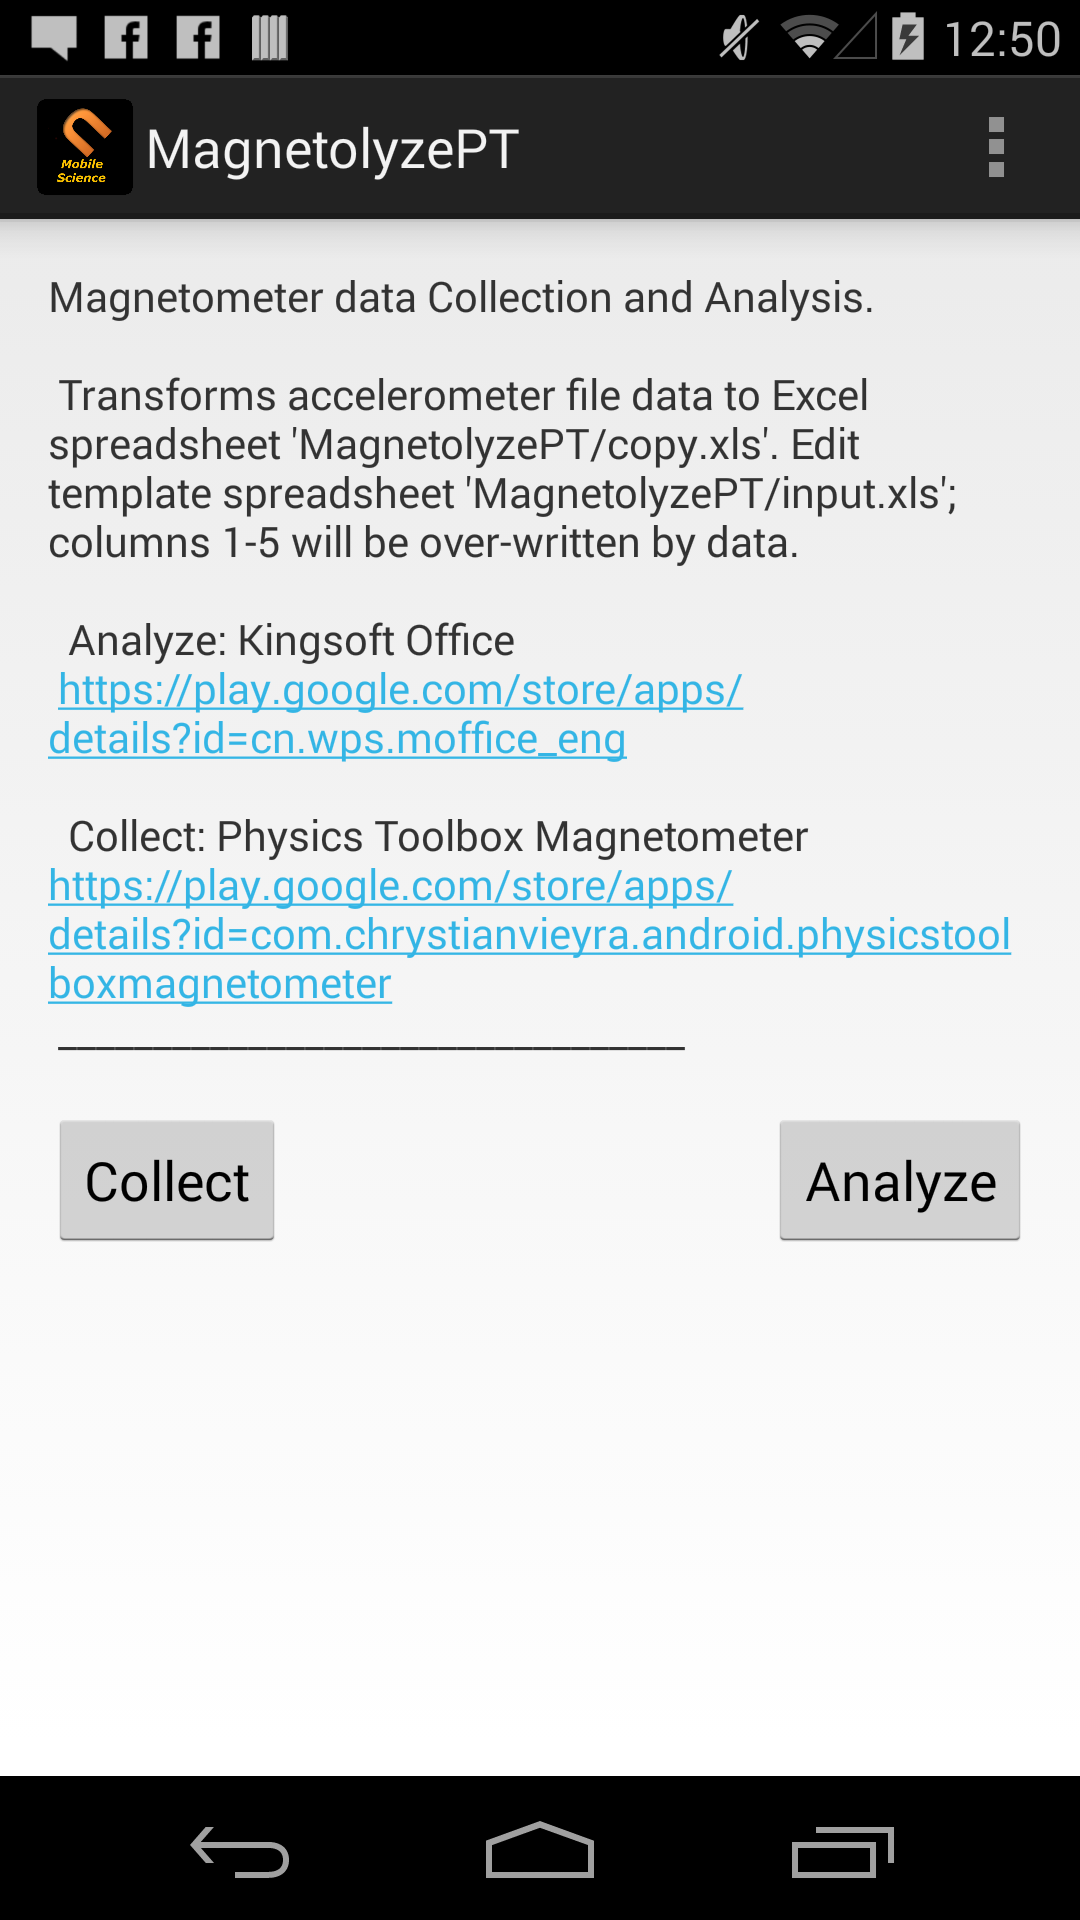 12:50
Mobile
Science
MagnetolyzePT
Magnetometer data Collection and Analysis.
Transforms accelerometer file data to Excel
spreadsheet 'MagnetolyzePT/copy.xls'. Edit
template spreadsheet 'MagnetolyzePT/input.xls';
columns 1-5 will be over-written by data.
Analyze: Kingsoft Office
https://play.google.com/store/apps/
details?id=cn.wps.moffice_eng
Collect: Physics Toolbox Magnetometer
https://play.google.com/store/apps/
details?id=com.chrystianvieyra.android.physicstool
boxmagnetometer
_________________________________
Collect
Analyze